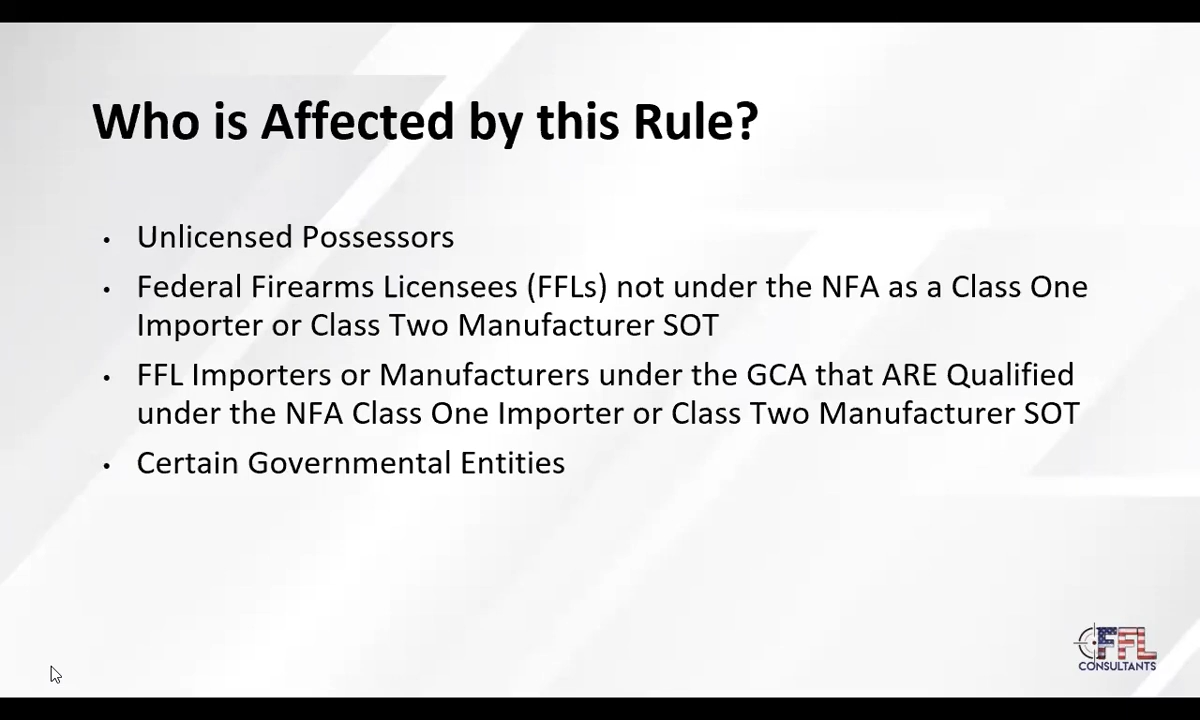 Who is Affected by this Rule?
• Unlicensed Possessors
• Federal Firearms Licensees (FFLs) not under the NFA as a Class One
Importer or Class Two Manufacturer SOT
• FFL Importers or Manufacturers under the GCA that ARE Qualified
under the NFA Class One Importer or Class Two Manufacturer SOT
• Certain Governmental Entities
FFL
CONSULTANTS